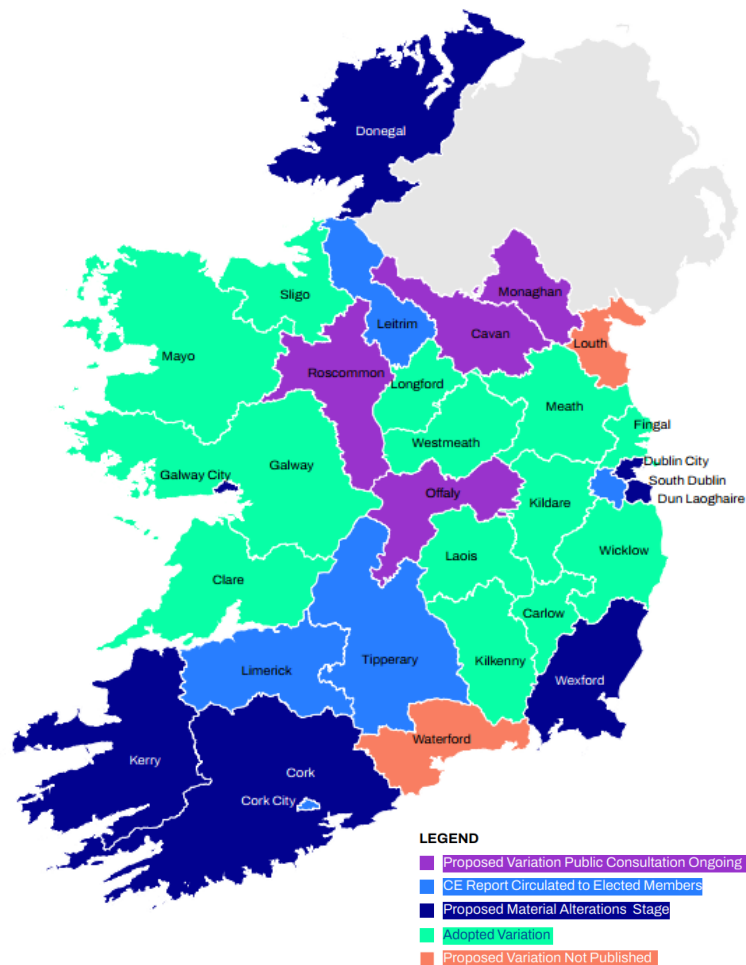 Donegal
Monaghan
Sligo
Leitrim
Cavan
Louth
Mayo
Roscommon
Longford
Meath
Fingal
Westmeath
Galway
Galway City
Dublin City
South Dublin
Dun Laoghaire
Offaly
Kildare
Laois
Wicklow
Clare
Carlow
Limerick
Tipperary
Kilkenny
Wexford
Waterford
Kerry
Cork
Cork City
LEGEND
Proposed Variation Public Consultation Ongoing
CE Report Circulated to Elected Members
Proposed Material Alterations Stage
Adopted Variation
Proposed Variation Not Published